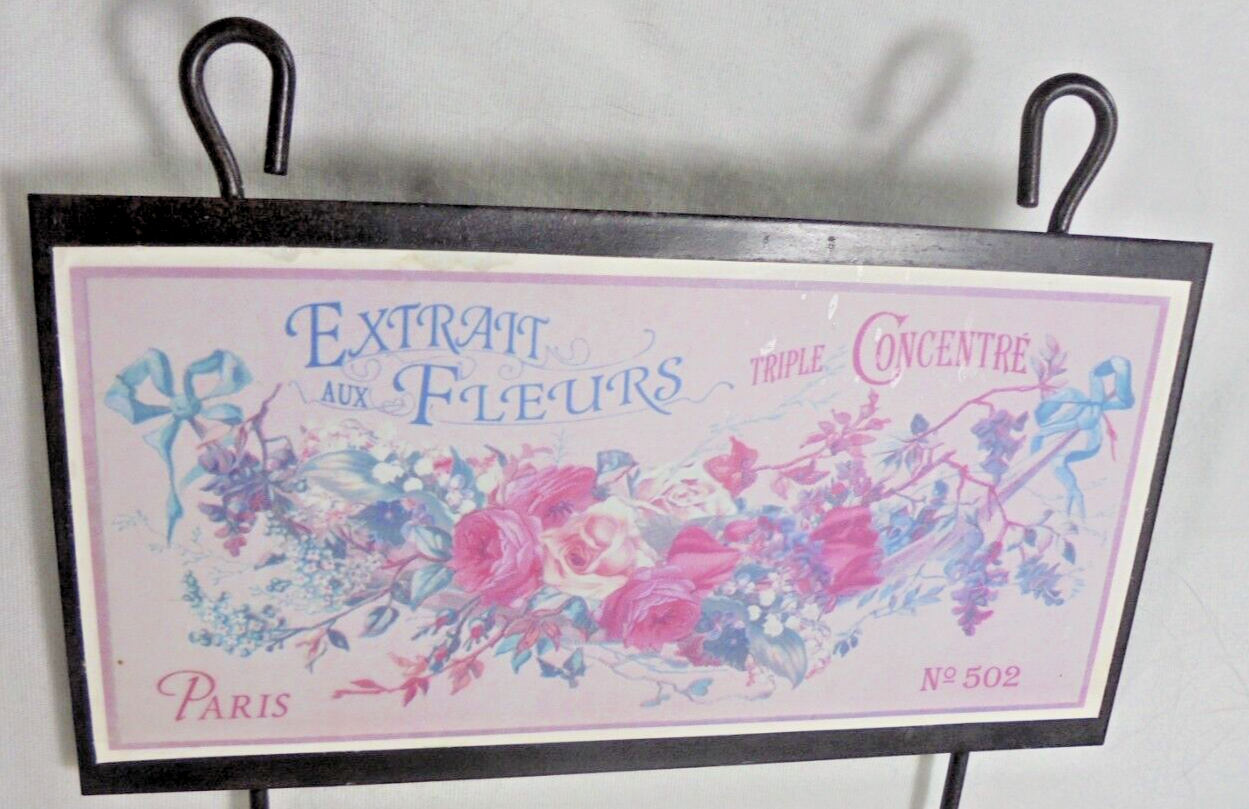 EXTRAIT
AUX FLEURS
TRIPLE CONCENTRÉ
PARIS
Nº 502